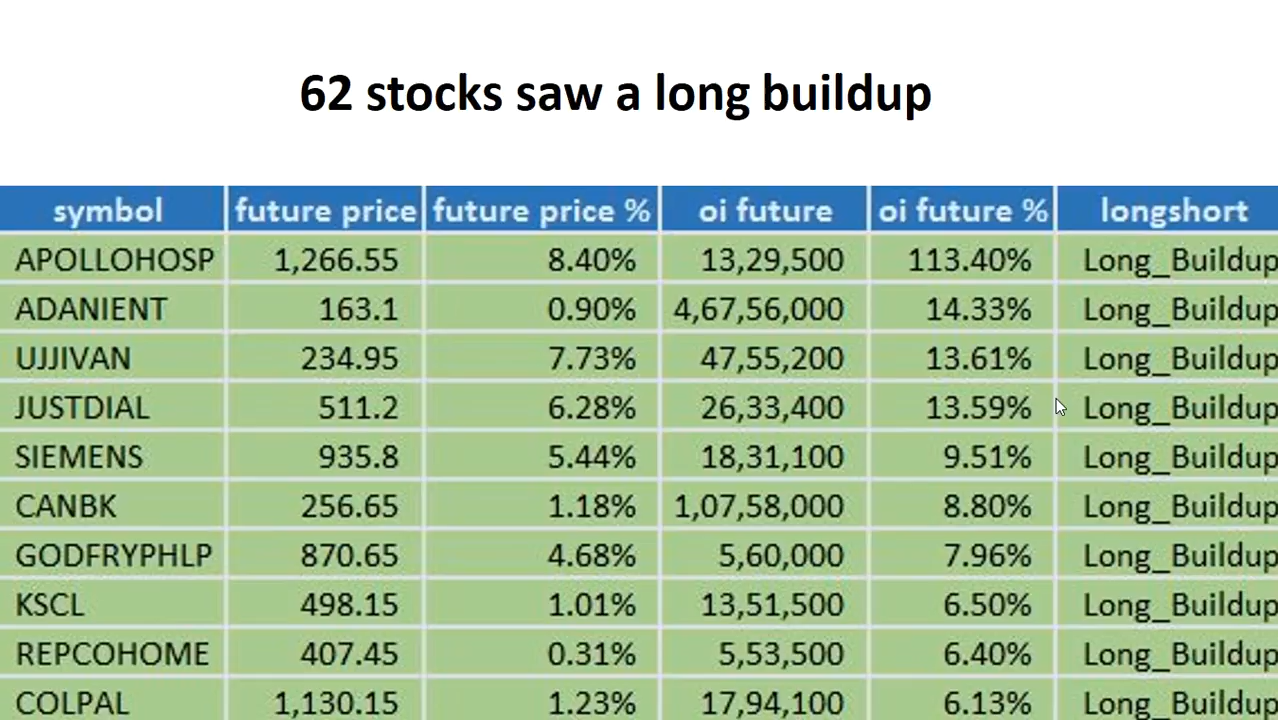 62 stocks saw a long buildup
symbol future price future price % oi future oi future % longshort
APOLLOHOSP 1,266.55 8.40% 13,29,500 113.40% Long_Buildup
ADANIENT 163.1 0.90% 4,67,56,000 14.33% Long_Buildup
UJJIVAN 234.95 7.73% 47,55,200 13.61% Long_Buildup
JUSTDIAL 511.2 6.28% 26,33,400 13.59% Long_Buildup
SIEMENS 935.8 5.44% 18,31,100 9.51% Long_Buildup
CANBK 256.65 1.18% 1,07,58,000 8.80% Long_Buildup
GODFRYPHLP 870.65 4.68% 5,60,000 7.96% Long_Buildup
KSCL 498.15 1.01% 13,51,500 6.50% Long_Buildup
REPCOHOME 407.45 0.31% 5,53,500 6.40% Long_Buildup
COLPAL 1,130.15 1.23% 17,94,100 6.13% Long_Buildup